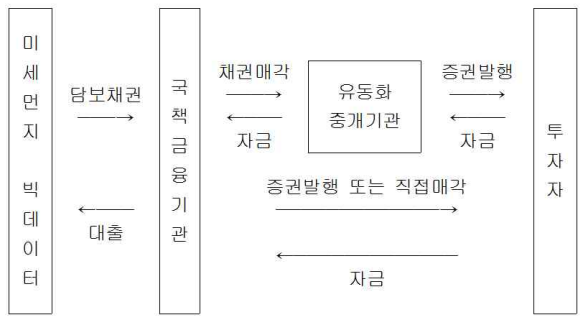 미세먼지 빅데이터
담보채권
대출
국책금융기관
채권매각
자금
유동화
중개기관
증권발행
자금
증권발행 또는 직접매각
자금
투자자